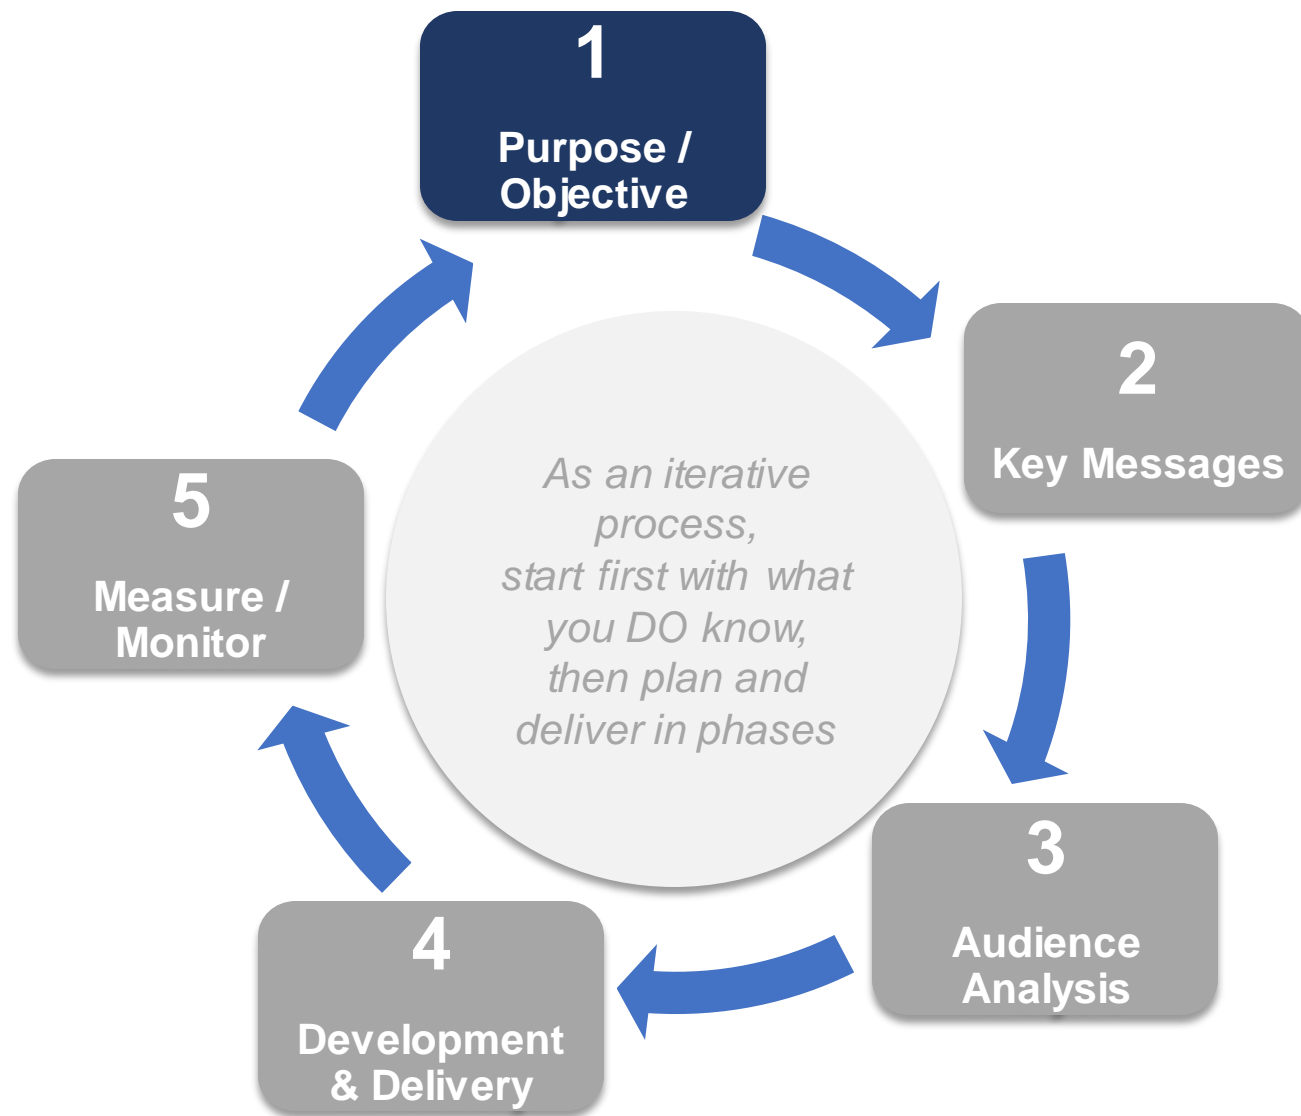 1
Purpose /
Objective
2
Key Messages
3
Audience
Analysis
4
Development
& Delivery
5
Measure /
Monitor
As an iterative
process,
start first with what
you DO know,
then plan and
deliver in phases